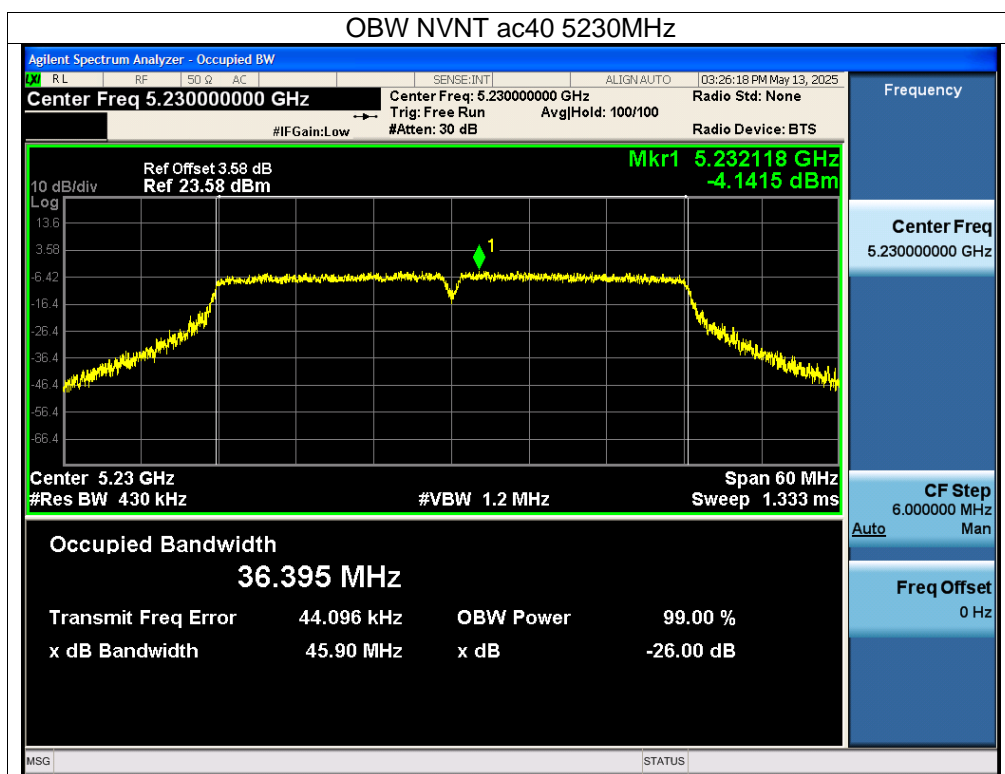 OBW NVNT ac40 5230MHz
Agilent Spectrum Analyzer - Occupied BW
LXI RL RF 50 Ω AC SENSE:INT ALIGN AUTO 03:26:18 PM May 13, 2025
Center Freq 5.230000000 GHz
Center Freq: 5.230000000 GHz Radio Std: None
Trig: Free Run Avg|Hold: 100/100
#IFGain:Low #Atten: 30 dB Radio Device: BTS
Frequency
Mkr1 5.232118 GHz
-4.1415 dBm
Ref Offset 3.58 dB
10 dB/div Ref 23.58 dBm
Log
13.6
3.58
-6.42
-16.4
-26.4
-36.4
-46.4
-56.4
-66.4
1
Center 5.23 GHz Span 60 MHz
#Res BW 430 kHz #VBW 1.2 MHz Sweep 1.333 ms
Occupied Bandwidth
36.395 MHz
Transmit Freq Error 44.096 kHz OBW Power 99.00 %
x dB Bandwidth 45.90 MHz x dB -26.00 dB
Center Freq
5.230000000 GHz
CF Step
6.000000 MHz
Auto Man
Freq Offset
0 Hz
MSG STATUS